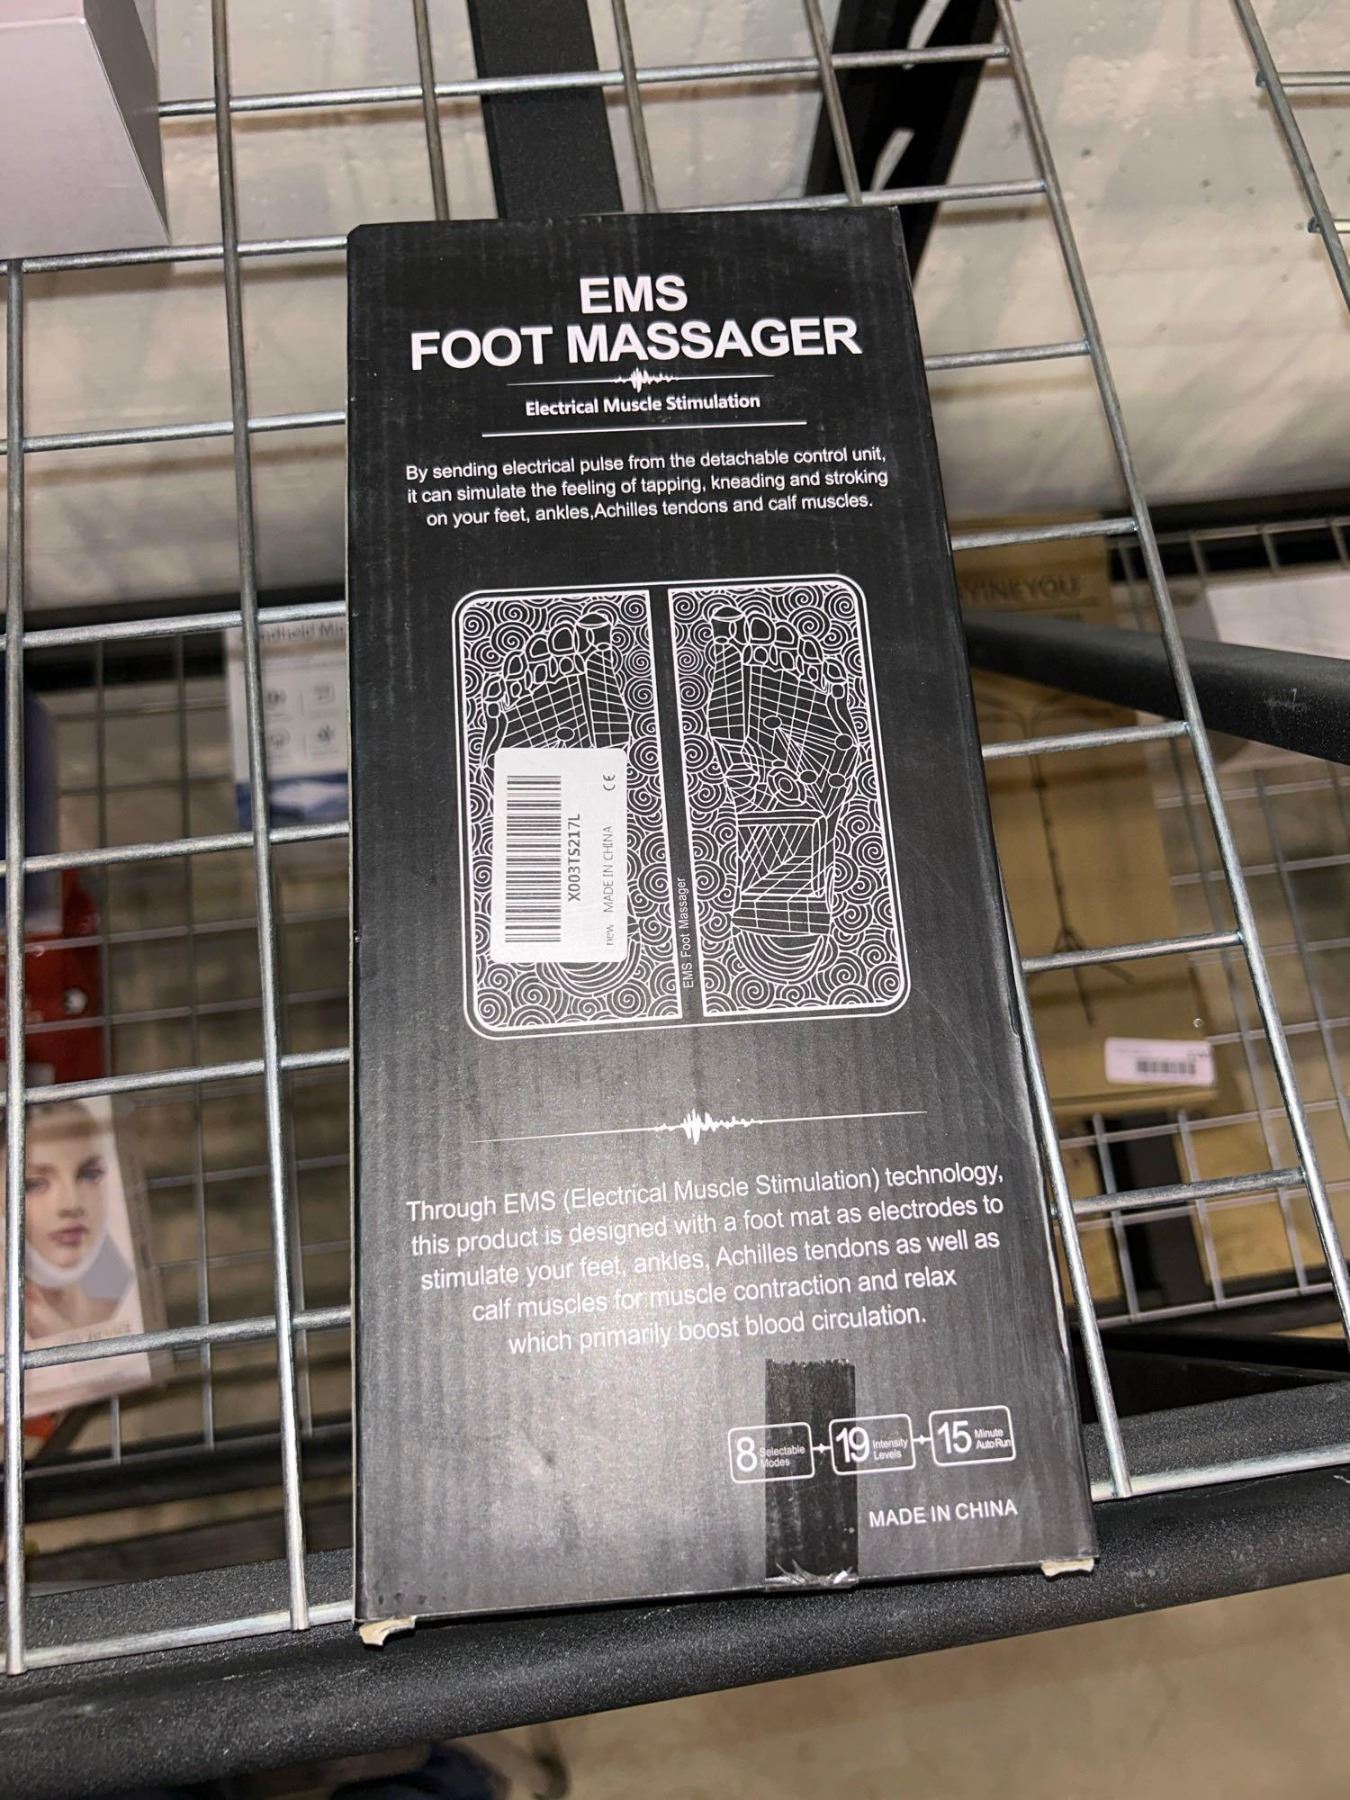 EMS
FOOT MASSAGER
Electrical Muscle Stimulation
By sending electrical pulse from the detachable control unit,
it can simulate the feeling of tapping, kneading and stroking
on your feet, ankles,Achilles tendons and calf muscles.
X003TS217L
new MADE IN CHINA CE
EMS Foot Massager
Through EMS (Electrical Muscle Stimulation) technology,
this product is designed with a foot mat as electrodes to
stimulate your feet, ankles, Achilles tendons as well as
calf muscles for muscle contraction and relax
which primarily boost blood circulation.
8 Selectable Modes
19 Intensity Levels
15 Minute Auto Run
MADE IN CHINA